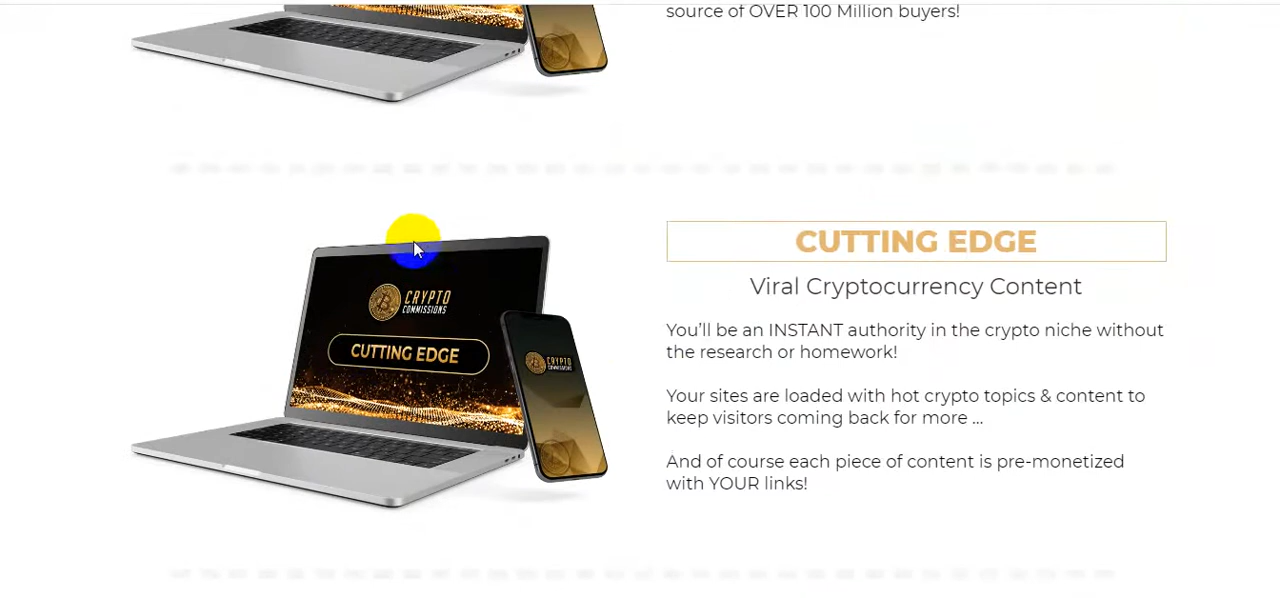 source of OVER 100 Million buyers!
CUTTING EDGE
Viral Cryptocurrency Content
CRYPTO
COMMISSIONS
CUTTING EDGE
CRYPTO
COMMISSIONS
You'll be an INSTANT authority in the crypto niche without
the research or homework!
Your sites are loaded with hot crypto topics & content to
keep visitors coming back for more ...
And of course each piece of content is pre-monetized
with YOUR links!